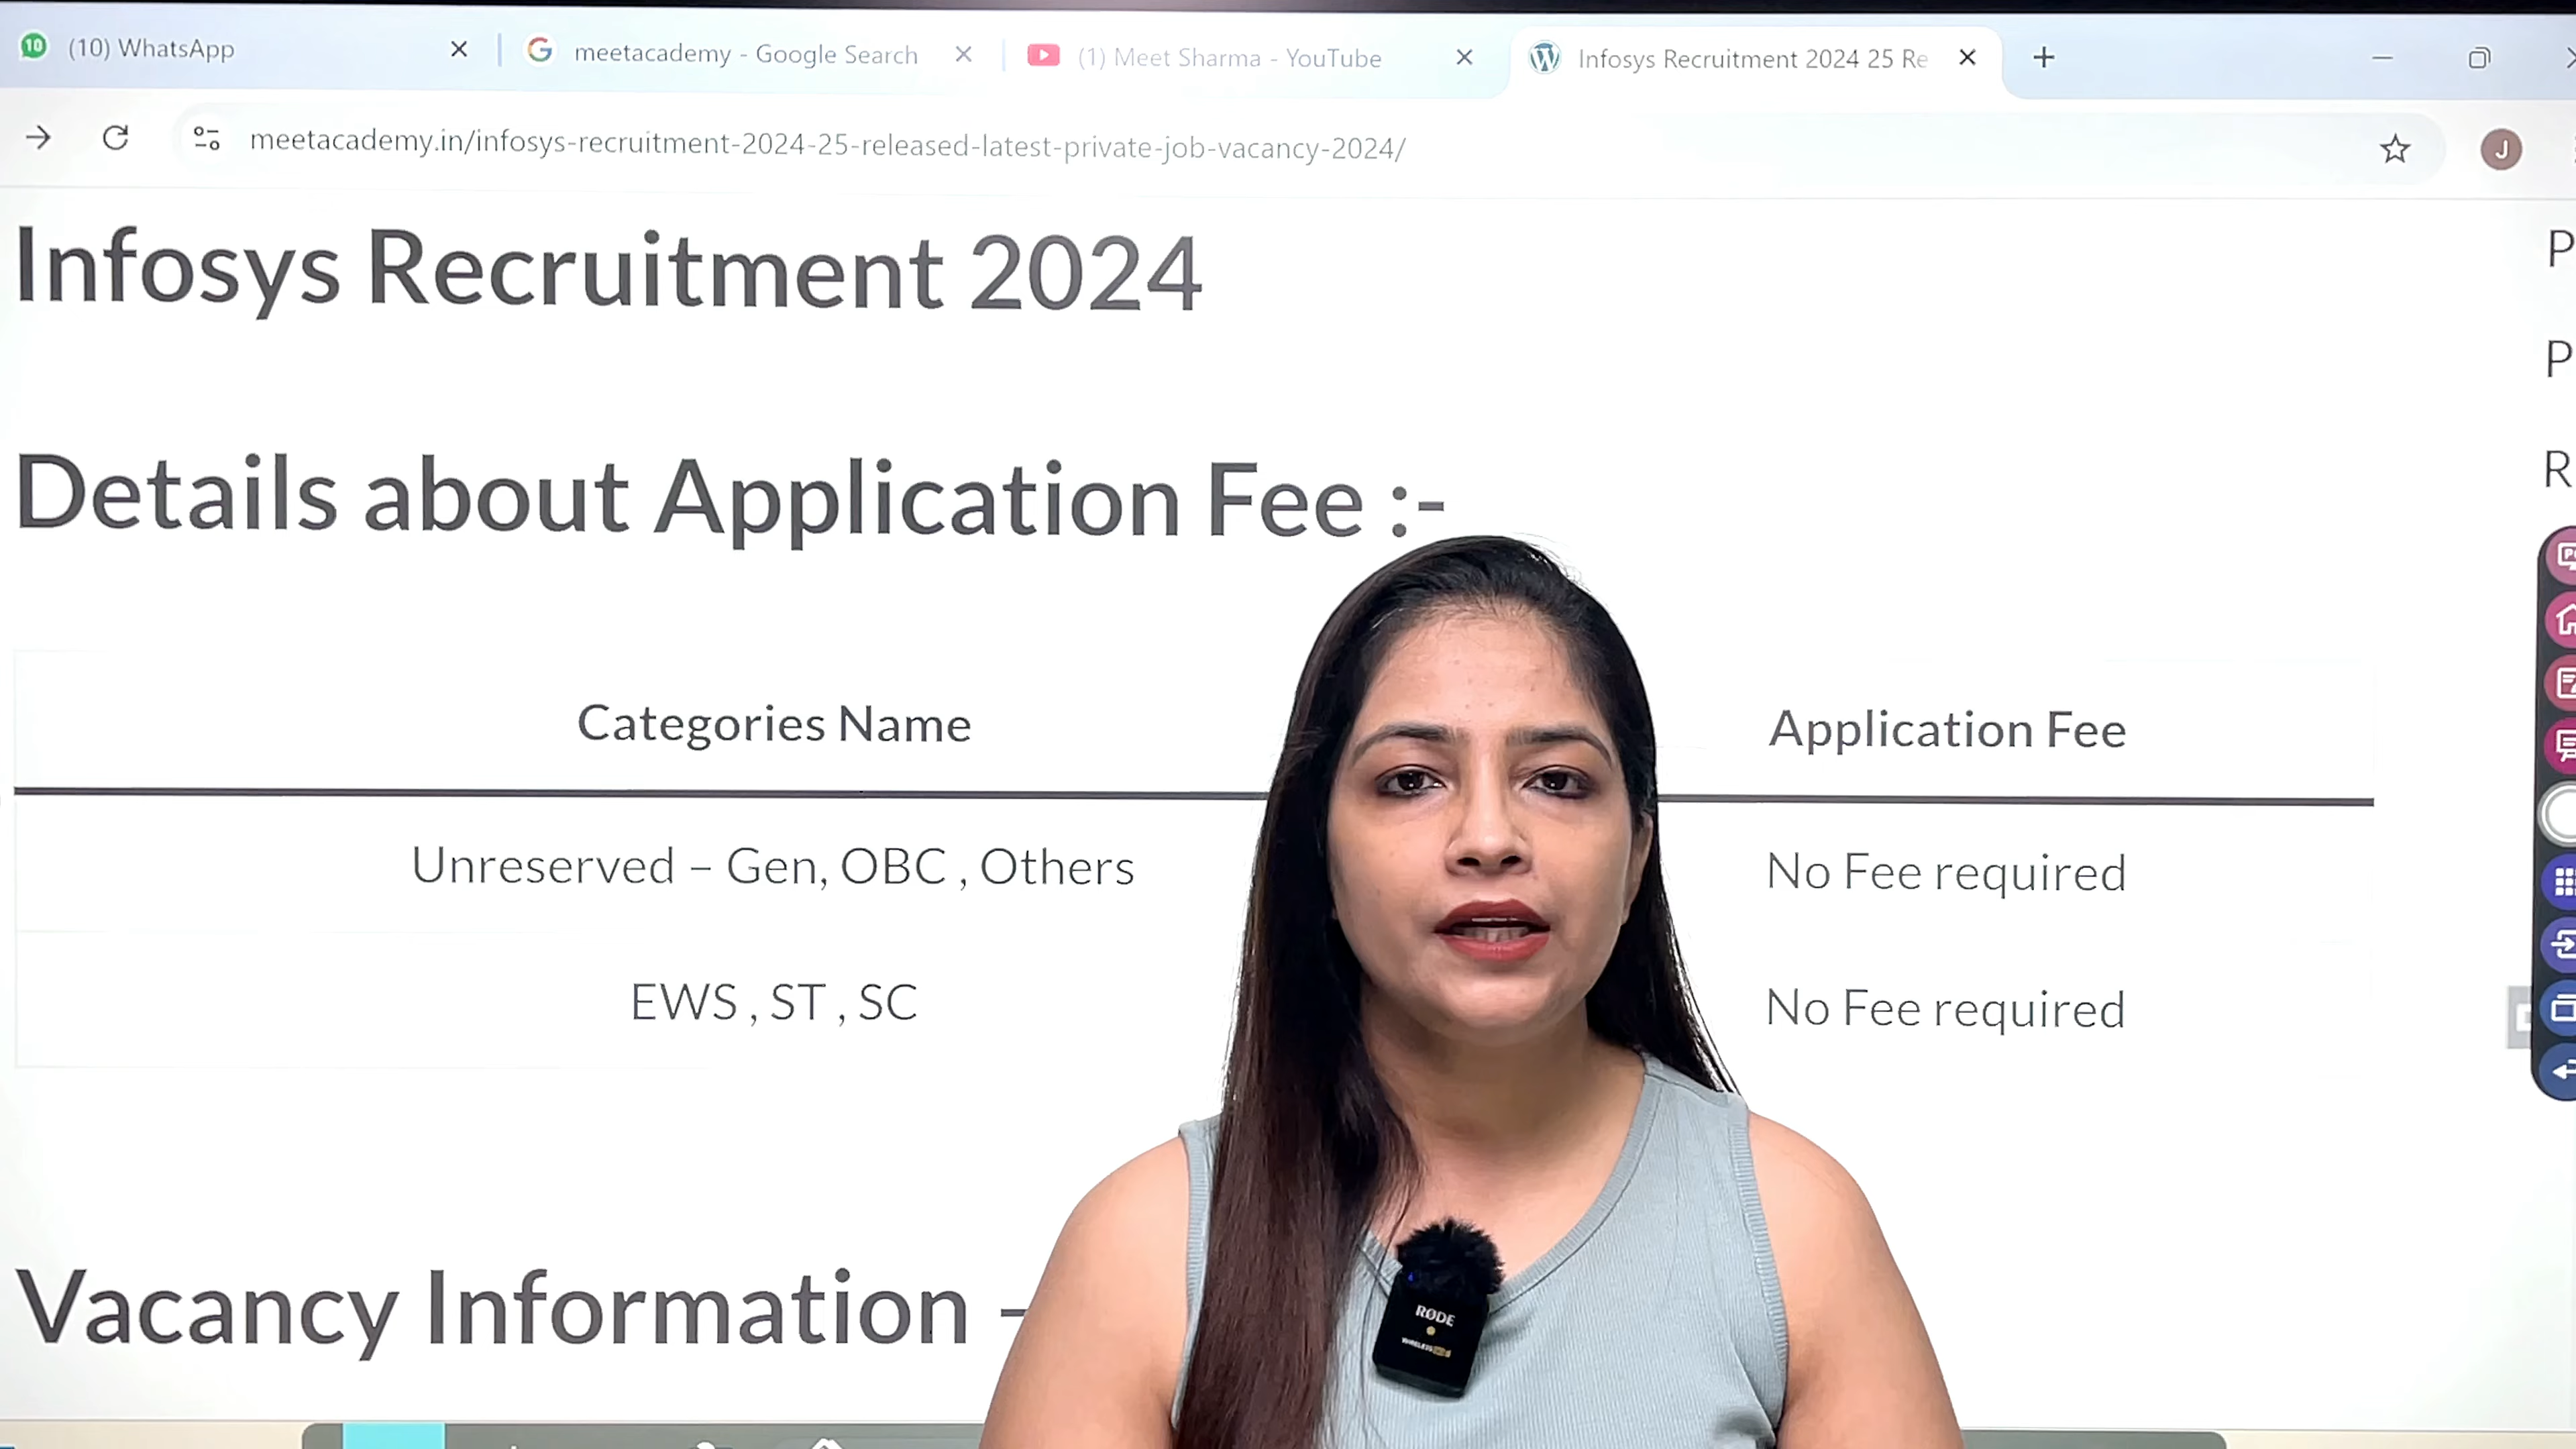 (10) WhatsApp
meetacademy - Google Search
(1) Meet Sharma - YouTube
Infosys Recruitment 2024 25 Re
meetacademy.in/infosys-recruitment-2024-25-released-latest-private-job-vacancy-2024/
J
Infosys Recruitment 2024
P
P
Details about Application Fee :-
R
Categories Name
Application Fee
Unreserved – Gen, OBC , Others
No Fee required
EWS , ST , SC
No Fee required
Vacancy Information -
RØDE